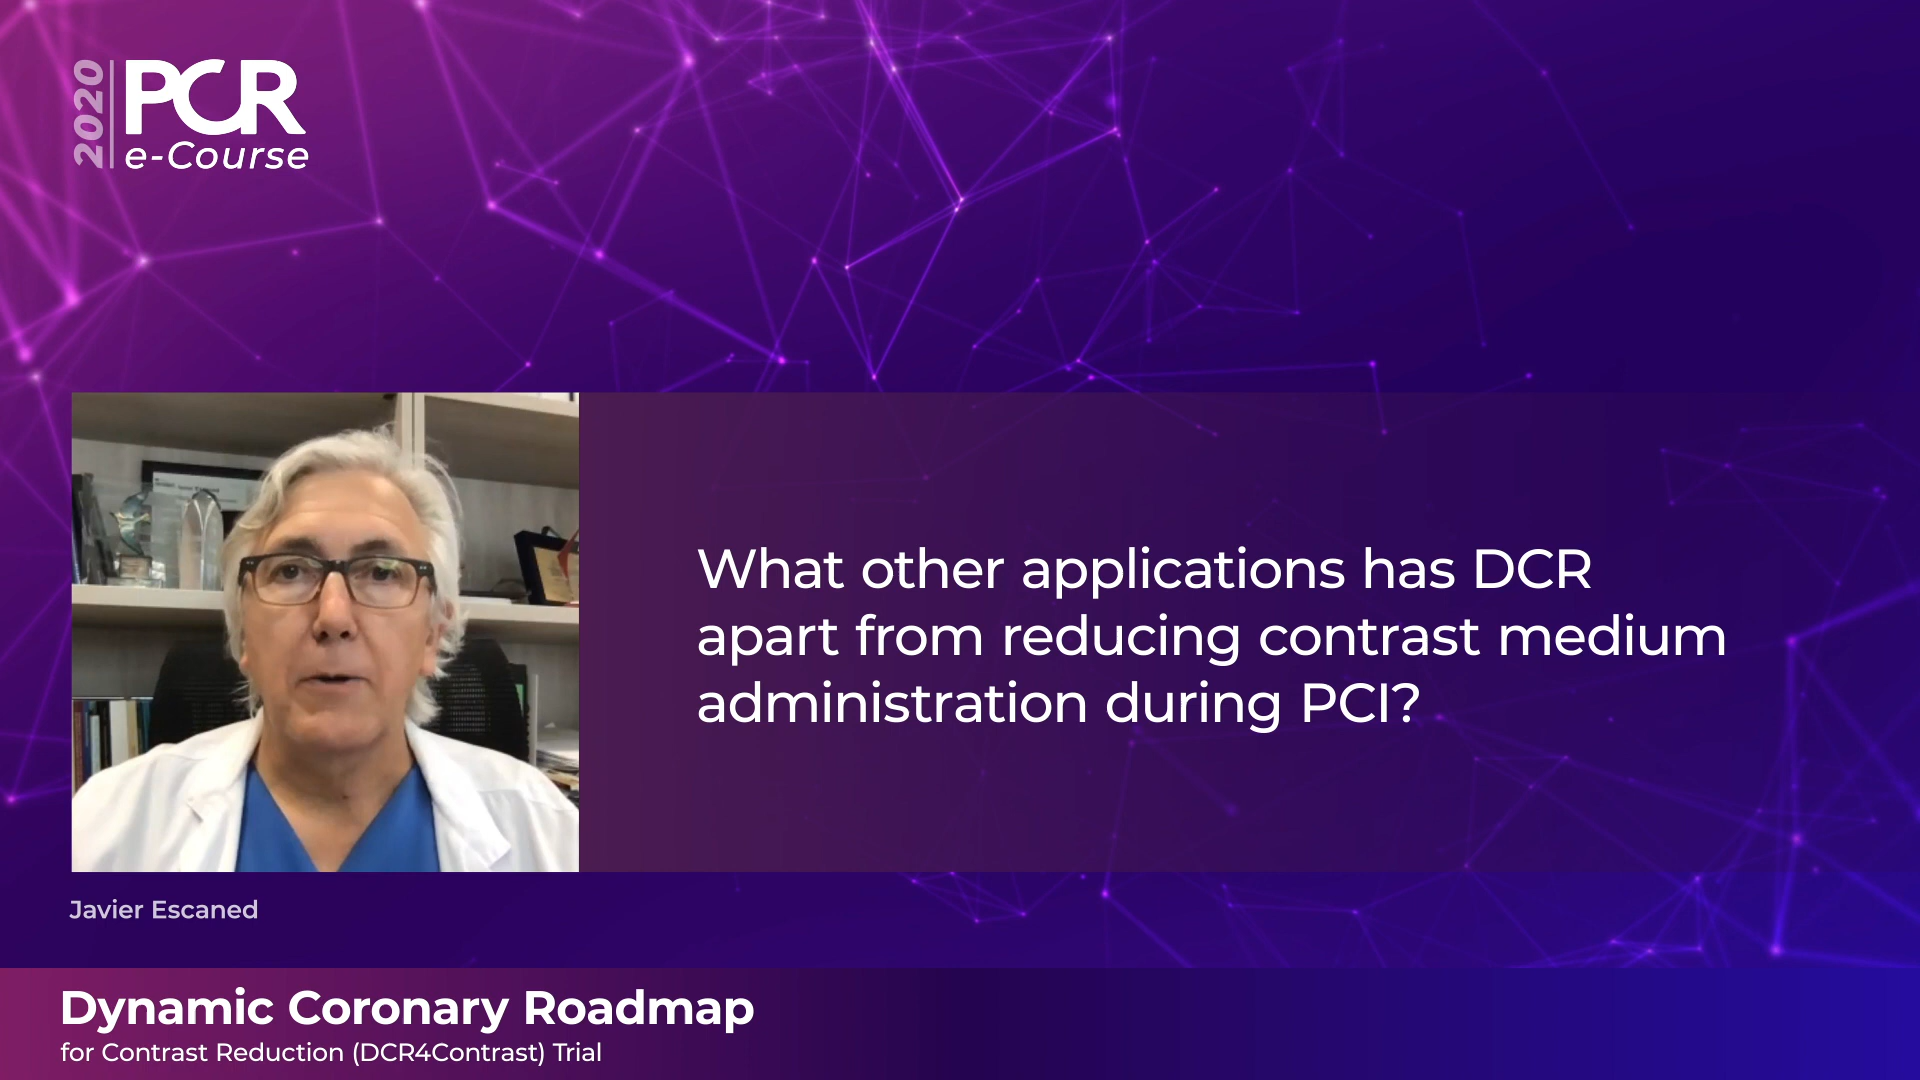 2020
PCR
e-Course
What other applications has DCR
apart from reducing contrast medium
administration during PCI?
Javier Escaned
Dynamic Coronary Roadmap
for Contrast Reduction (DCR4Contrast) Trial